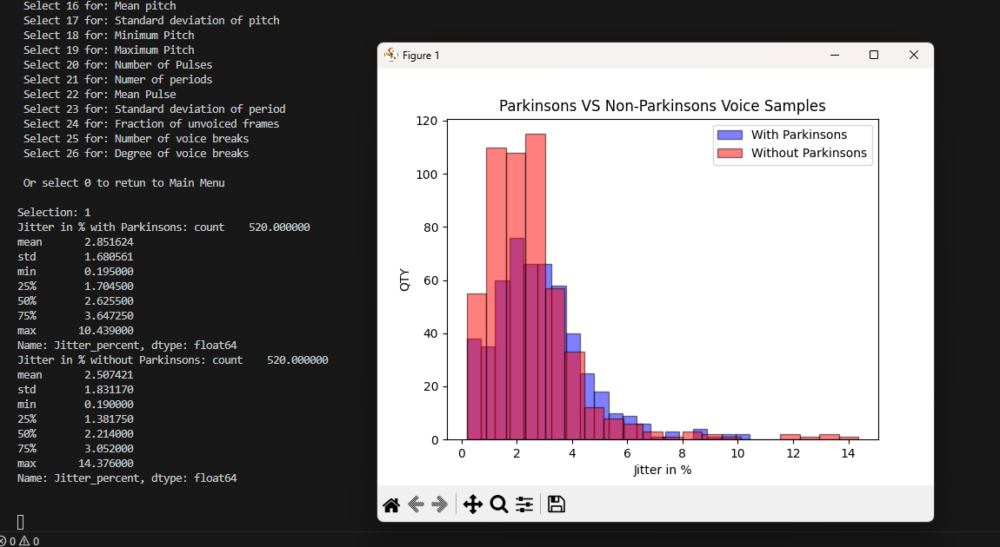 Select 16 for: Mean pitch
Select 17 for: Standard deviation of pitch
Select 18 for: Minimum Pitch
Select 19 for: Maximum Pitch
Select 20 for: Number of Pulses
Select 21 for: Numer of periods
Select 22 for: Mean Pulse
Select 23 for: Standard deviation of period
Select 24 for: Fraction of unvoiced frames
Select 25 for: Number of voice breaks
Select 26 for: Degree of voice breaks
Or select 0 to retun to Main Menu
Selection: 1
Jitter in % with Parkinsons: count 520.000000
mean 2.851624
std 1.680561
min 0.195000
25% 1.704500
50% 2.625500
75% 3.647250
max 10.439000
Name: Jitter_percent, dtype: float64
Jitter in % without Parkinsons: count 520.000000
mean 2.507421
std 1.831170
min 0.190000
25% 1.381750
50% 2.214000
75% 3.052000
max 14.376000
Name: Jitter_percent, dtype: float64
0 0
Figure 1
Parkinsons VS Non-Parkinsons Voice Samples
With Parkinsons
Without Parkinsons
120
100
80
60
40
20
0
QTY
0 2 4 6 8 10 12 14
Jitter in %